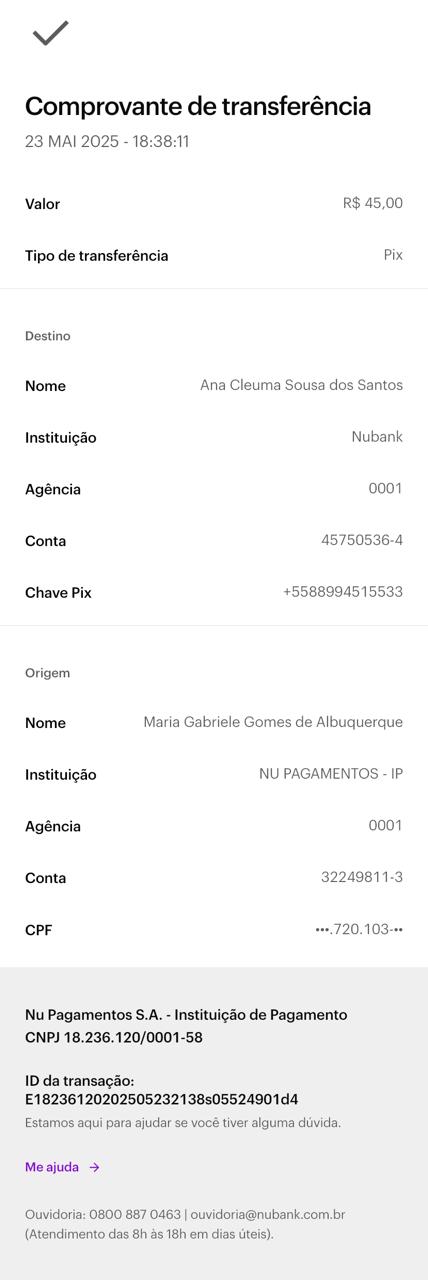 Comprovante de transferência
23 MAI 2025 - 18:38:11
Valor R$ 45,00
Tipo de transferência Pix
Destino
Nome Ana Cleuma Sousa dos Santos
Instituição Nubank
Agência 0001
Conta 45750536-4
Chave Pix +5588994515533
Origem
Nome Maria Gabriele Gomes de Albuquerque
Instituição NU PAGAMENTOS - IP
Agência 0001
Conta 32249811-3
CPF •••.720.103-••
Nu Pagamentos S.A. - Instituição de Pagamento
CNPJ 18.236.120/0001-58
ID da transação:
E18236120202505232138s05524901d4
Estamos aqui para ajudar se você tiver alguma dúvida.
Me ajuda →
Ouvidoria: 0800 887 0463 | ouvidoria@nubank.com.br
(Atendimento das 8h às 18h em dias úteis).